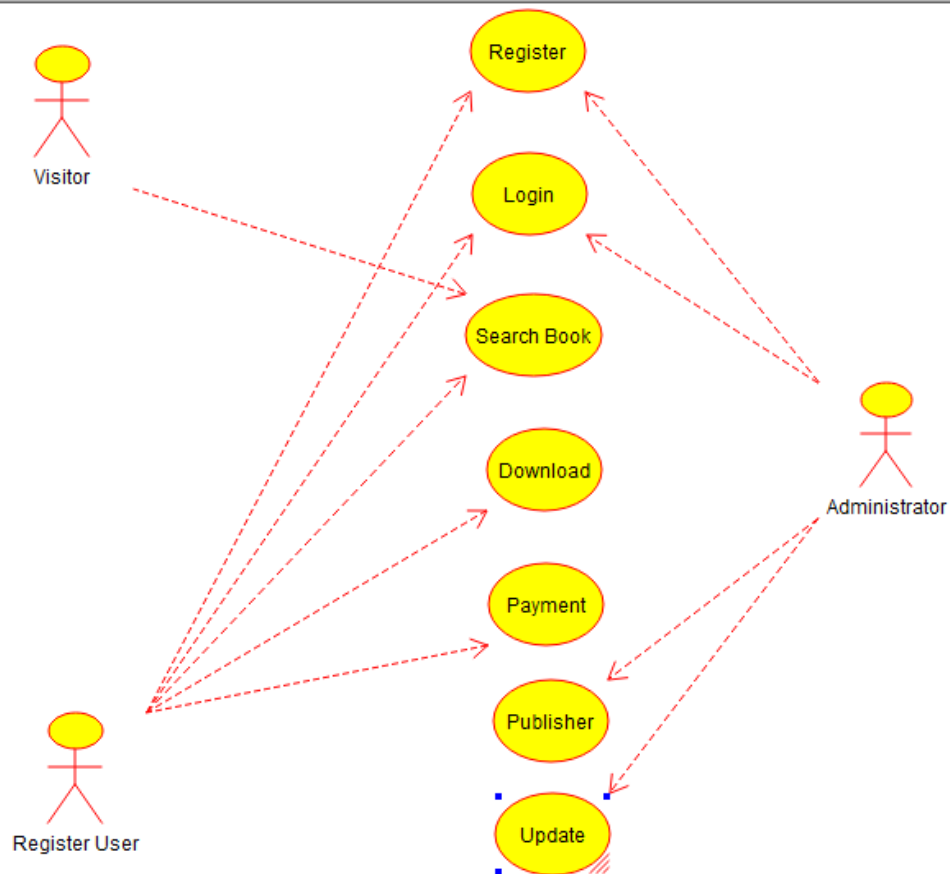 Register
Visitor
Login
Search Book
Download
Administrator
Payment
Publisher
Update
Register User